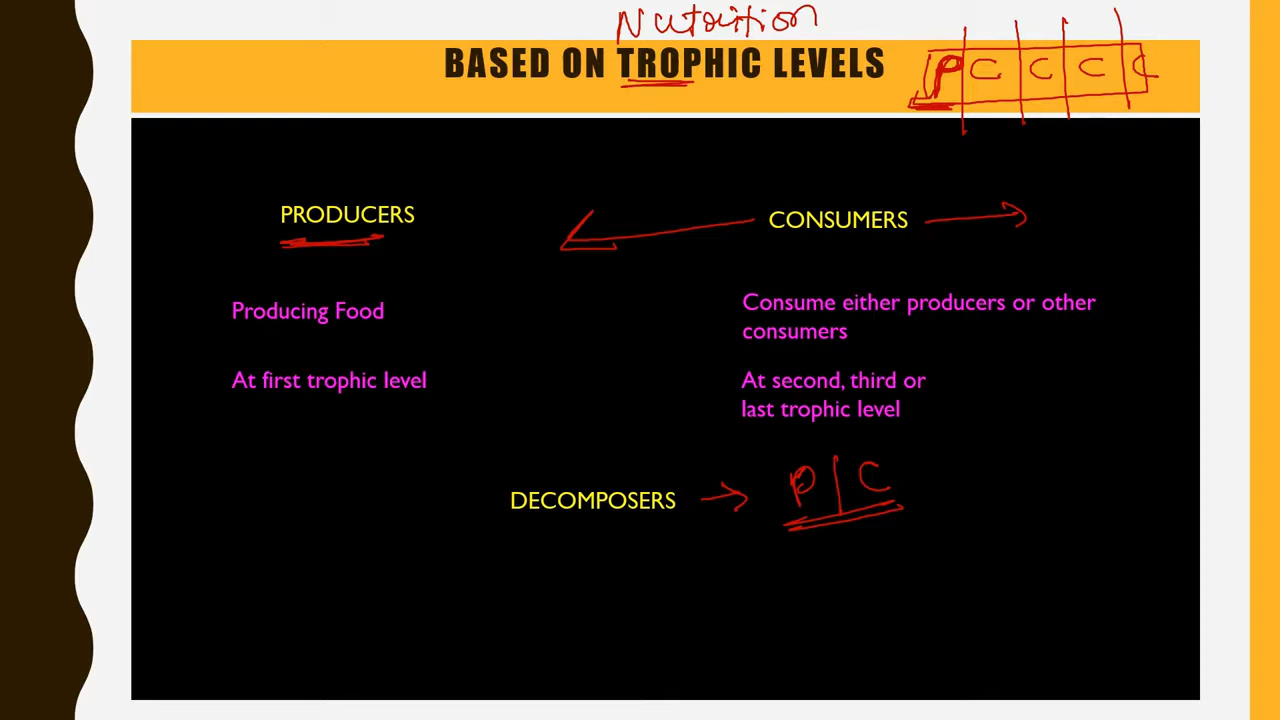 Nutrition
BASED ON TROPHIC LEVELS
P C C C C
PRODUCERS
CONSUMERS
Producing Food
Consume either producers or other
consumers
At first trophic level
At second, third or
last trophic level
DECOMPOSERS → P | C